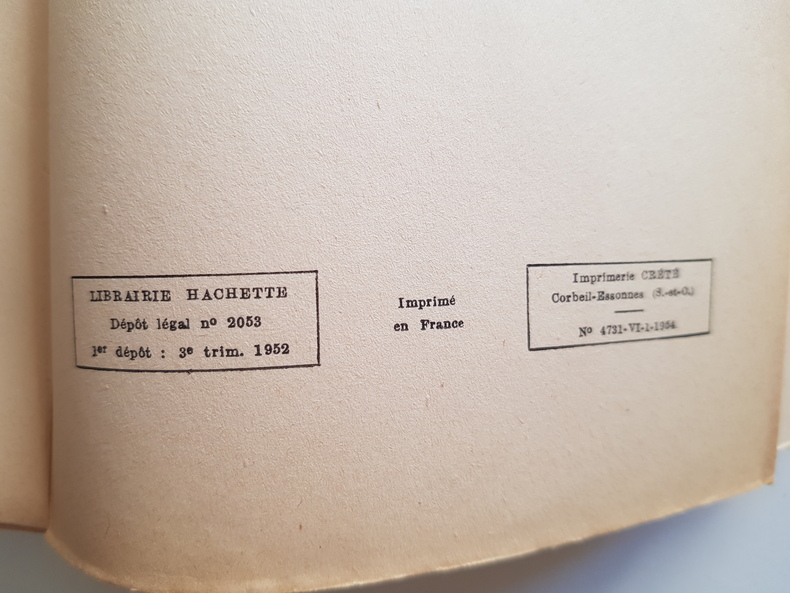 LIBRAIRIE HACHETTE
Dépôt légal nº 2053
1er dépôt : 3e trim. 1952
Imprimé
en France
Imprimerie CRÉTÉ
Corbeil-Essonnes (S.-et-O.)
Nº 4731-VI-1-1954